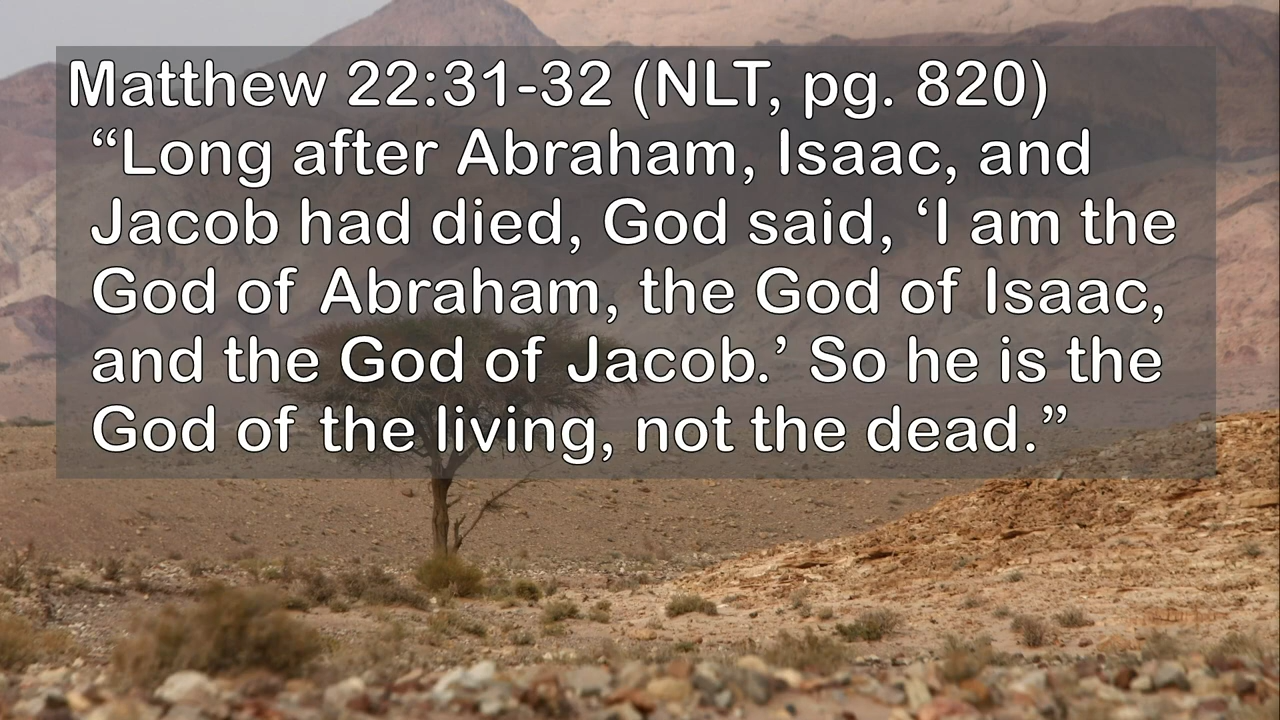 Matthew 22:31-32 (NLT, pg. 820)
“Long after Abraham, Isaac, and
Jacob had died, God said, ‘I am the
God of Abraham, the God of Isaac,
and the God of Jacob.’ So he is the
God of the living, not the dead.”